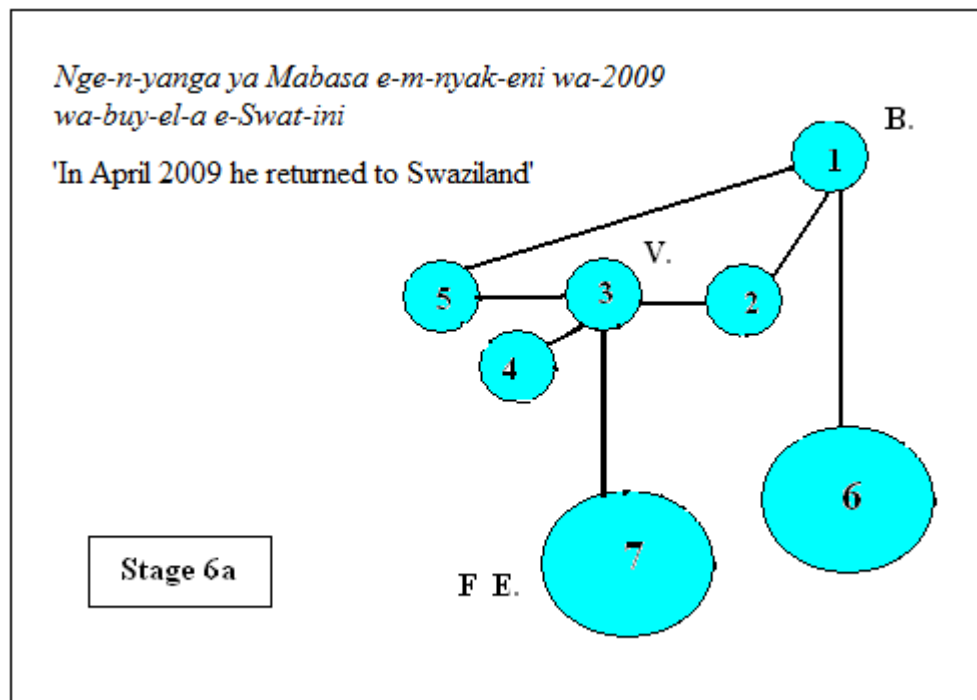 Nge-n-yanga ya Mabasa e-m-nyak-eni wa-2009
wa-buy-el-a e-Swat-ini
'In April 2009 he returned to Swaziland'
B.
1
V.
5
3
2
4
6
7
F E.
Stage 6a